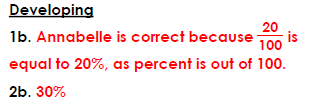 Developing
1b. Annabelle is correct because 20/100 is
equal to 20%, as percent is out of 100.
2b. 30%